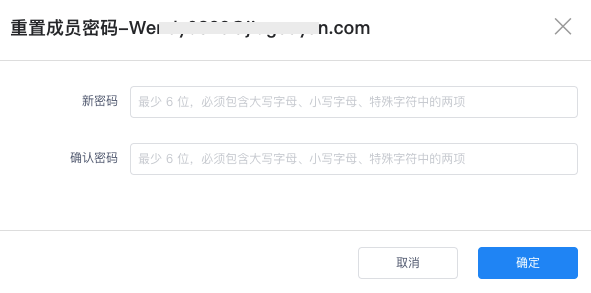 重置成员密码-
新密码
最少 6 位，必须包含大写字母、小写字母、特殊字符中的两项
确认密码
最少 6 位，必须包含大写字母、小写字母、特殊字符中的两项
取消
确定